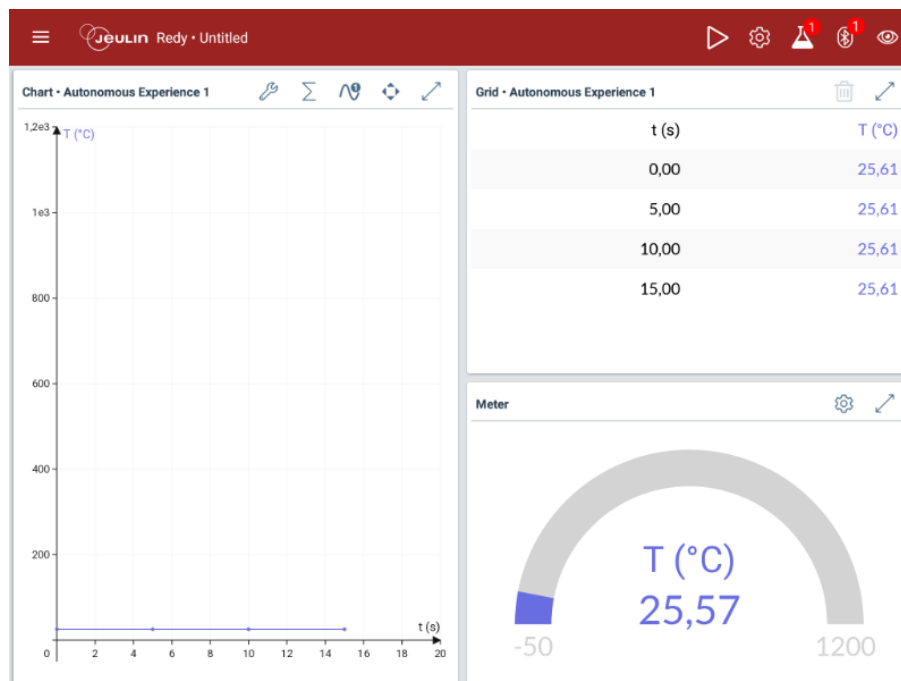 Jeulin Redy • Untitled
1
1
Chart • Autonomous Experience 1
1
1,2e3
T (°C)
1e3
800
600
400
200
t (s)
0 2 4 6 8 10 12 14 16 18 20
Grid • Autonomous Experience 1
t (s) T (°C)
0,00 25,61
5,00 25,61
10,00 25,61
15,00 25,61
Meter
T (°C)
25,57
-50 1200